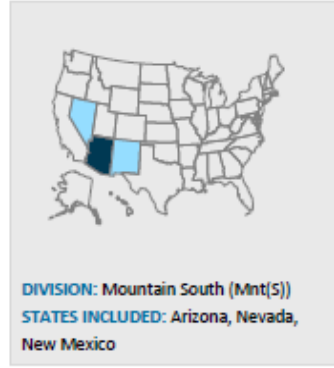 DIVISION: Mountain South (Mnt(S))
STATES INCLUDED: Arizona, Nevada,
New Mexico